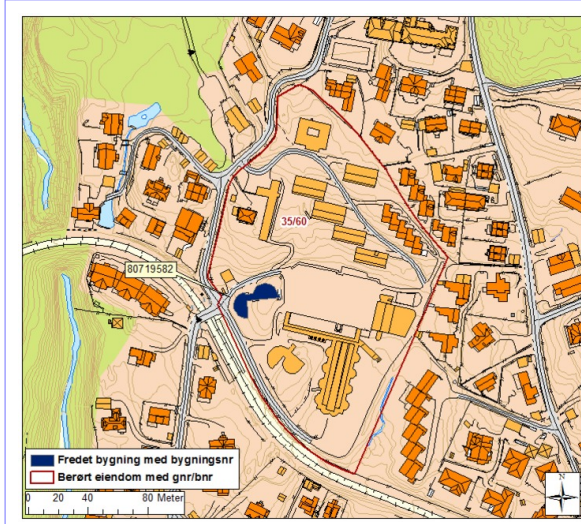 35/60
80719582
Fredet bygning med bygningsnr
Berørt eiendom med gnr/bnr
0 20 40 80 Meter
N